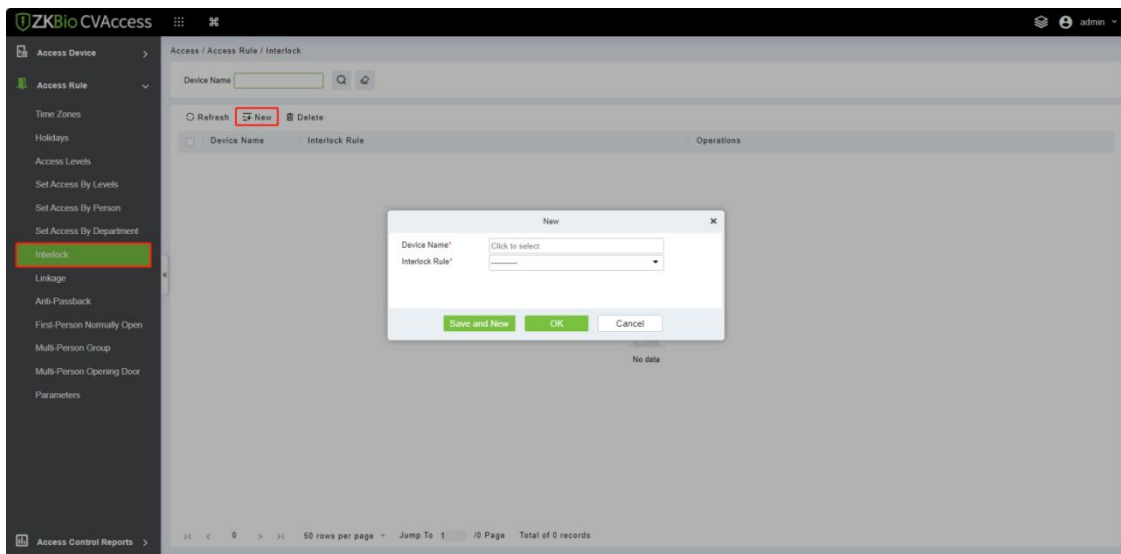 ZKBio CVAccess
admin
Access Device
Access Rule
Time Zones
Holidays
Access Levels
Set Access By Levels
Set Access By Person
Set Access By Department
Interlock
Linkage
Anti-Passback
First-Person Normally Open
Multi-Person Group
Multi-Person Opening Door
Parameters
Access Control Reports
Access / Access Rule / Interlock
Device Name
Refresh New Delete
Device Name Interlock Rule Operations
New
Device Name* Click to select
Interlock Rule* ----------
Save and New OK Cancel
No data
0 50 rows per page Jump To 1 /0 Page Total of 0 records